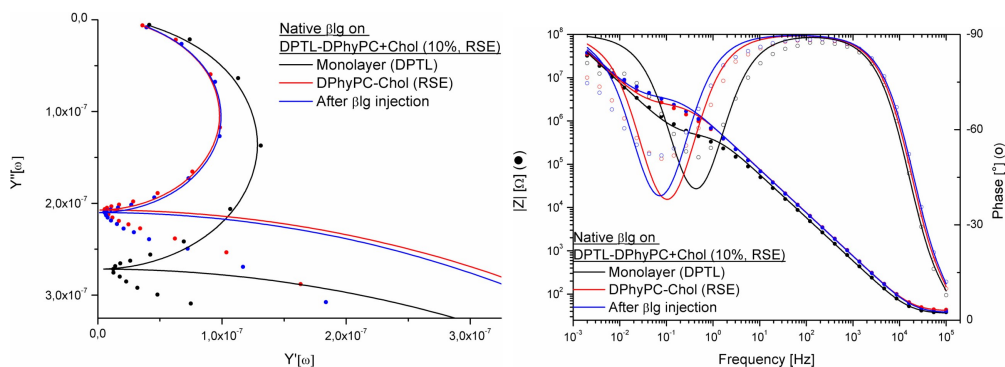 0,0
1,0x10⁻⁷
2,0x10⁻⁷
3,0x10⁻⁷
Y''[ω]
0,0
1,0x10⁻⁷
2,0x10⁻⁷
3,0x10⁻⁷
Y'[ω]
Native βlg on
DPTL-DPhyPC+Chol (10%, RSE)
Monolayer (DPTL)
DPhyPC-Chol (RSE)
After βlg injection
10⁸
10⁷
10⁶
10⁵
10⁴
10³
10²
|Z| [Ω] (●)
-90
-60
-30
0
Phase [°] (o)
Native βlg on
DPTL-DPhyPC+Chol (10%, RSE)
Monolayer (DPTL)
DPhyPC-Chol (RSE)
After βlg injection
10⁻³
10⁻²
10⁻¹
10⁰
10¹
10²
10³
10⁴
10⁵
Frequency [Hz]